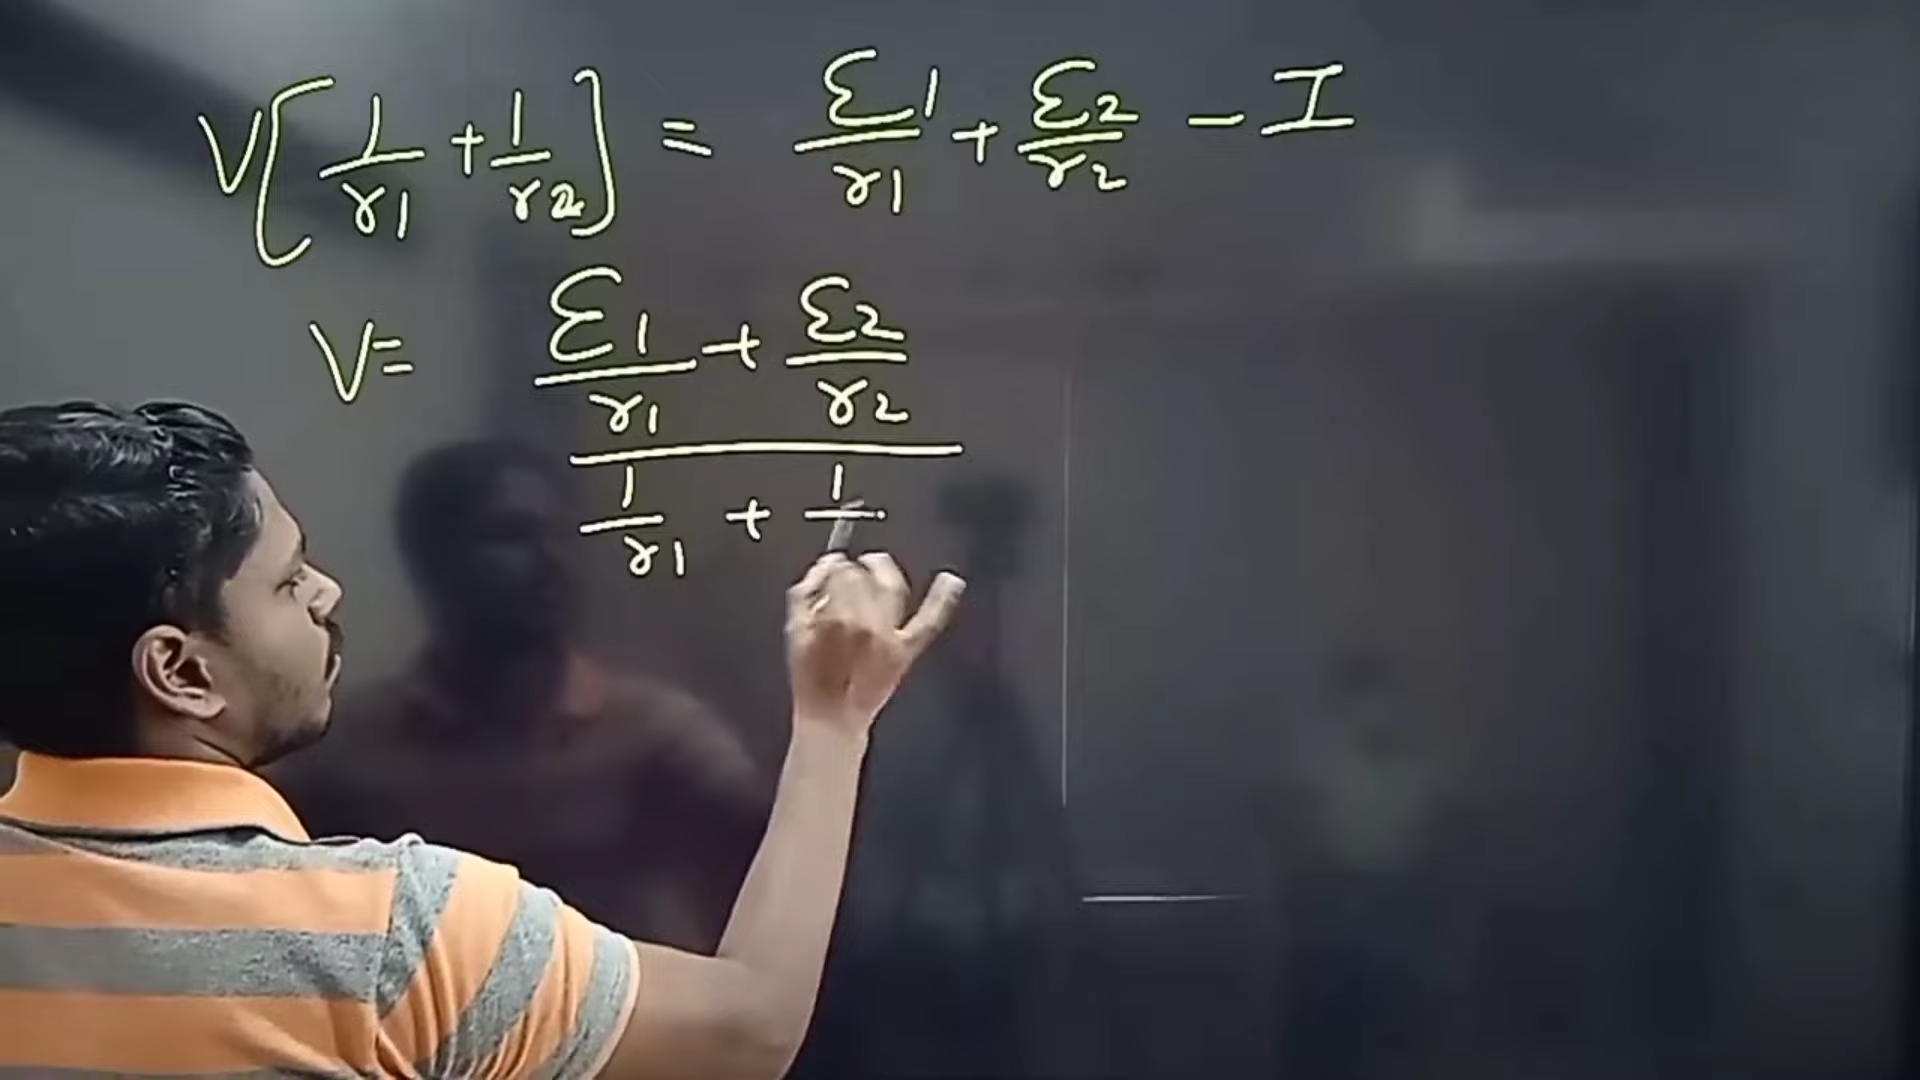 V[1/r1 + 1/r2] = ε1/r1 + ε2/r2 - I
V= ε1/r1 + ε2/r2
1/r1 + 1/